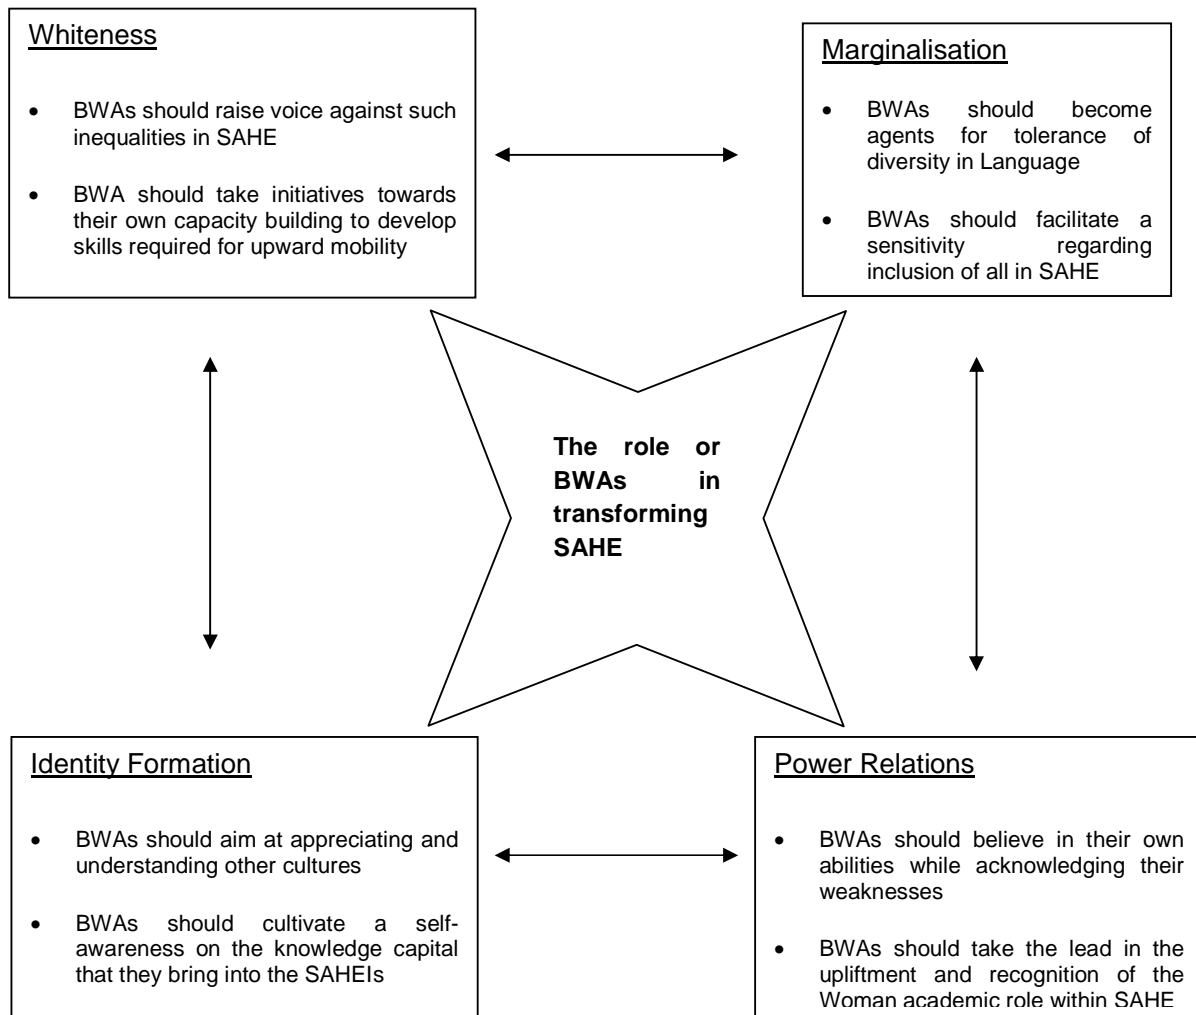 Whiteness
• BWAs should raise voice against such
inequalities in SAHE
• BWA should take initiatives towards
their own capacity building to develop
skills required for upward mobility
Marginalisation
• BWAs should become
agents for tolerance of
diversity in Language
• BWAs should facilitate a
sensitivity regarding
inclusion of all in SAHE
The role or
BWAs in
transforming
SAHE
Identity Formation
• BWAs should aim at appreciating and
understanding other cultures
• BWAs should cultivate a self-
awareness on the knowledge capital
that they bring into the SAHEIs
Power Relations
• BWAs should believe in their own
abilities while acknowledging their
weaknesses
• BWAs should take the lead in the
upliftment and recognition of the
Woman academic role within SAHE